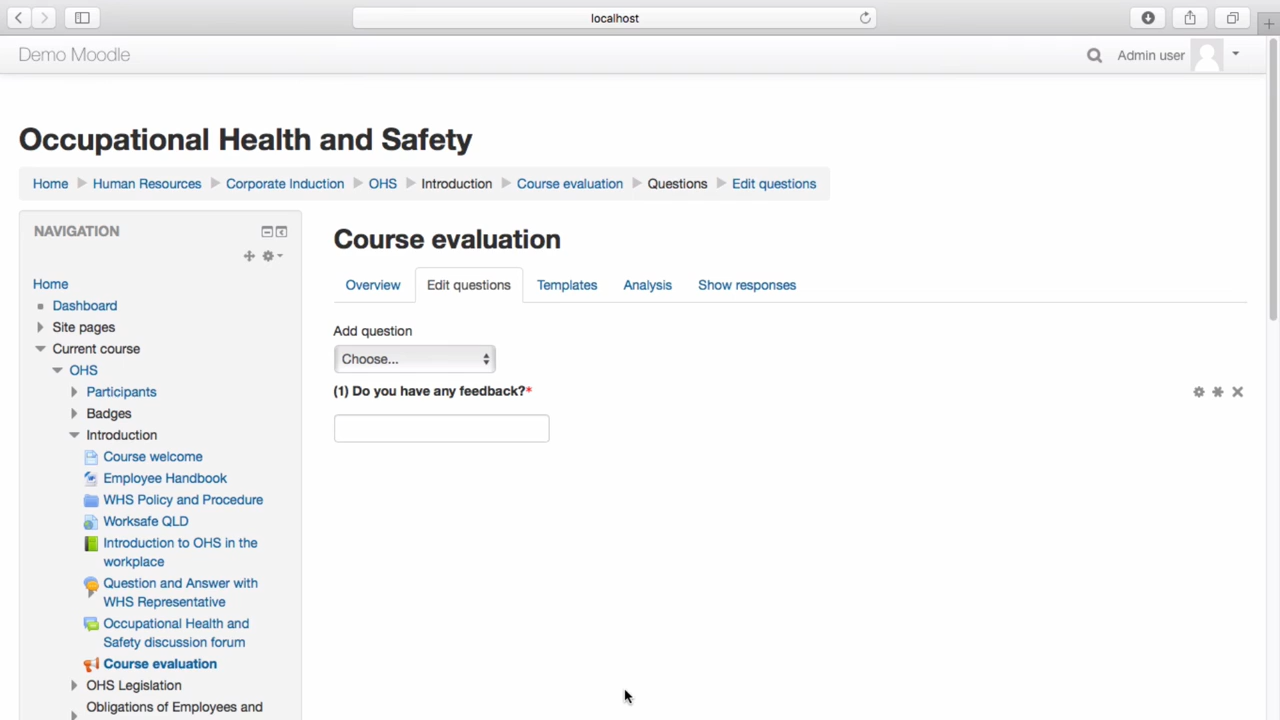 localhost
Demo Moodle
Admin user
Occupational Health and Safety
Home Human Resources Corporate Induction OHS Introduction Course evaluation Questions Edit questions
NAVIGATION
Home
Dashboard
Site pages
Current course
OHS
Participants
Badges
Introduction
Course welcome
Employee Handbook
WHS Policy and Procedure
Worksafe QLD
Introduction to OHS in the
workplace
Question and Answer with
WHS Representative
Occupational Health and
Safety discussion forum
Course evaluation
OHS Legislation
Obligations of Employees and
Course evaluation
Overview Edit questions Templates Analysis Show responses
Add question
Choose...
(1) Do you have any feedback?*